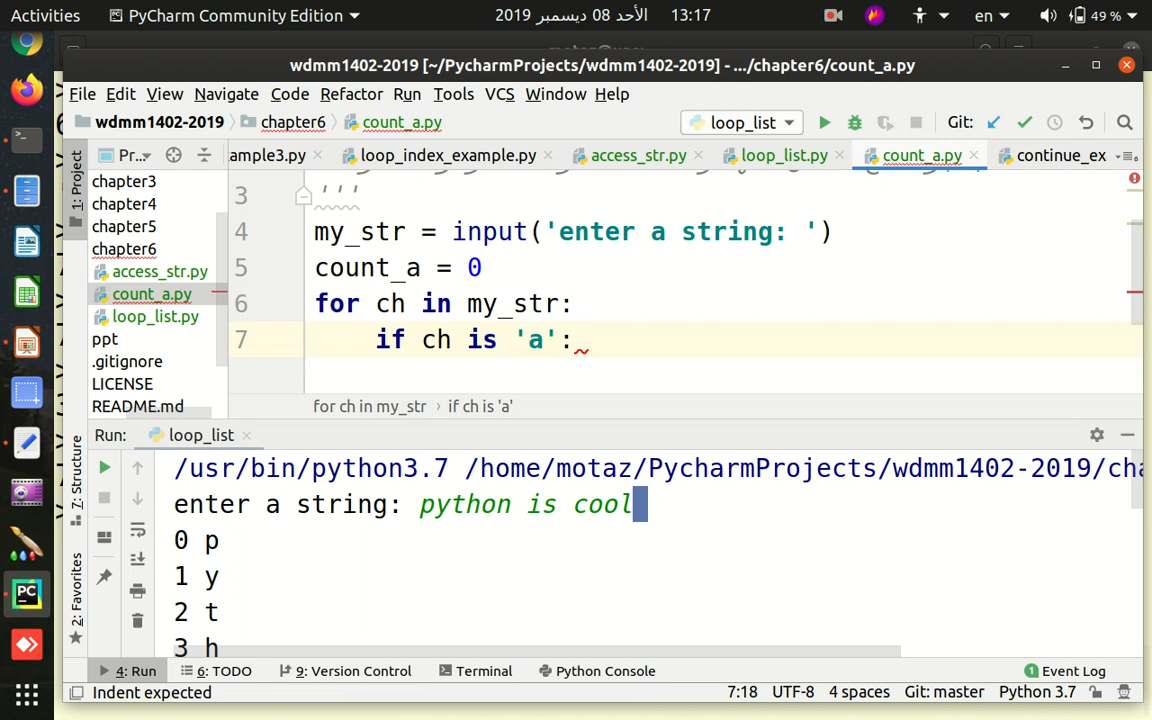 Activities PyCharm Community Edition 2019 ديسمبر 08 الأحد 13:17 en 49 %
wdmm1402-2019 [~/PycharmProjects/wdmm1402-2019] - .../chapter6/count_a.py
File Edit View Navigate Code Refactor Run Tools VCS Window Help
wdmm1402-2019 chapter6 count_a.py loop_list Git:
1: Project Pr... ample3.py loop_index_example.py access_str.py loop_list.py count_a.py continue_ex
chapter3
chapter4
chapter5
chapter6
access_str.py
count_a.py
loop_list.py
ppt
.gitignore
LICENSE
README.md
3 '''
4 my_str = input('enter a string: ')
5 count_a = 0
6 for ch in my_str:
7 if ch is 'a':
for ch in my_str › if ch is 'a'
Run: loop_list
7: Structure
2: Favorites
/usr/bin/python3.7 /home/motaz/PycharmProjects/wdmm1402-2019/cha
enter a string: python is cool
0 p
1 y
2 t
3 h
4: Run 6: TODO 9: Version Control Terminal Python Console 1 Event Log
Indent expected 7:18 UTF-8 4 spaces Git: master Python 3.7